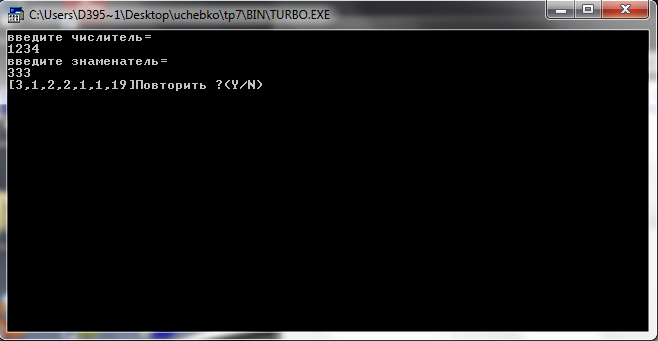 C:\Users\D395~1\Desktop\uchebko\tp7\BIN\TURBO.EXE
введите числитель=
1234
введите знаменатель=
333
[3,1,2,2,1,1,19]Повторить ?(Y/N)